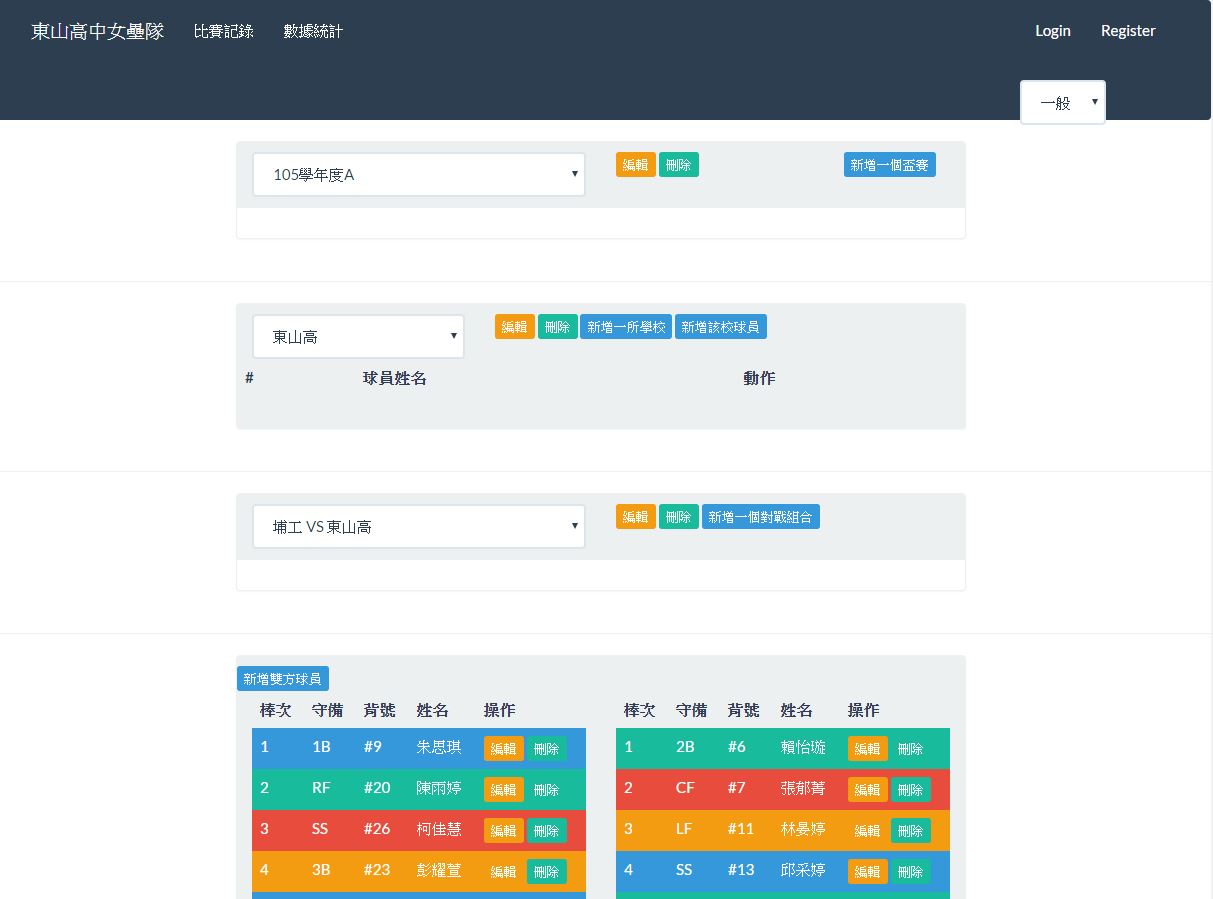 東山高中女壘隊 比賽記錄 數據統計 Login Register
一般
105學年度A 編輯 刪除 新增一個盃賽
東山高 編輯 刪除 新增一所學校 新增該校球員
# 球員姓名 動作
埔工 VS 東山高 編輯 刪除 新增一個對戰組合
新增雙方球員
棒次 守備 背號 姓名 操作 棒次 守備 背號 姓名 操作
1 1B #9 朱思琪 編輯 刪除 1 2B #6 賴怡璇 編輯 刪除
2 RF #20 陳雨婷 編輯 刪除 2 CF #7 張郁菁 編輯 刪除
3 SS #26 柯佳慧 編輯 刪除 3 LF #11 林晏婷 編輯 刪除
4 3B #23 彭耀萱 編輯 刪除 4 SS #13 邱采婷 編輯 刪除